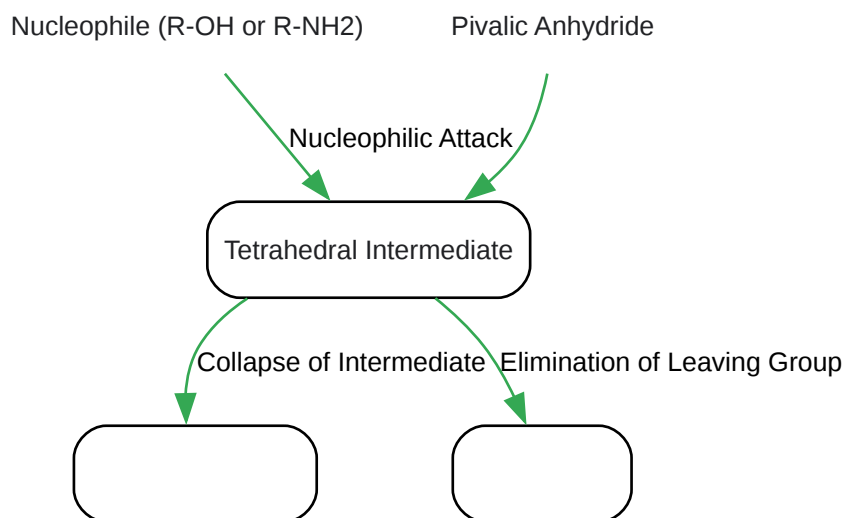 Nucleophile (R-OH or R-NH2)
Pivalic Anhydride
Nucleophilic Attack
Tetrahedral Intermediate
Collapse of Intermediate
Elimination of Leaving Group